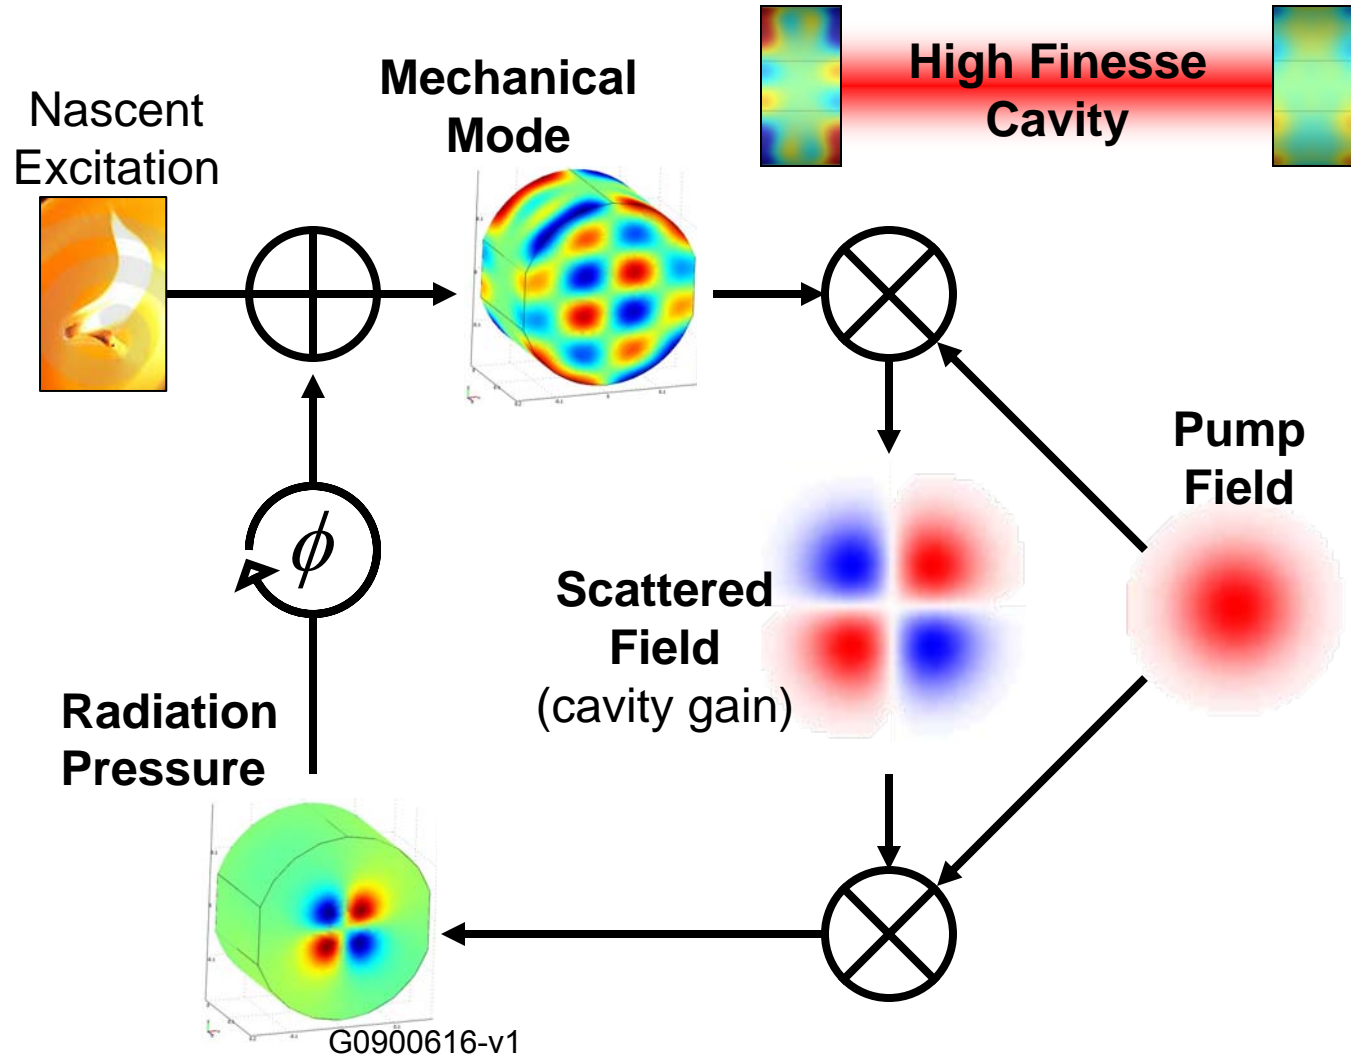 Nascent
Excitation
Mechanical
Mode
High Finesse
Cavity
Pump
Field
ϕ
Scattered
Field
(cavity gain)
Radiation
Pressure
G0900616-v1